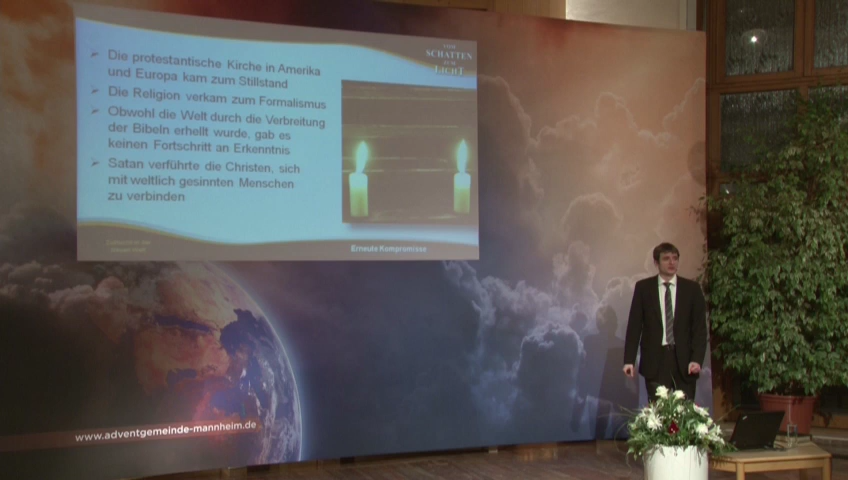 VOM
SCHATTEN
ZUM
LICHT
Die protestantische Kirche in Amerika
und Europa kam zum Stillstand
Die Religion verkam zum Formalismus
Obwohl die Welt durch die Verbreitung
der Bibeln erhellt wurde, gab es
keinen Fortschritt an Erkenntnis
Satan verführte die Christen, sich
mit weltlich gesinnten Menschen
zu verbinden
Erneute Kompromisse
www.adventgemeinde-mannheim.de